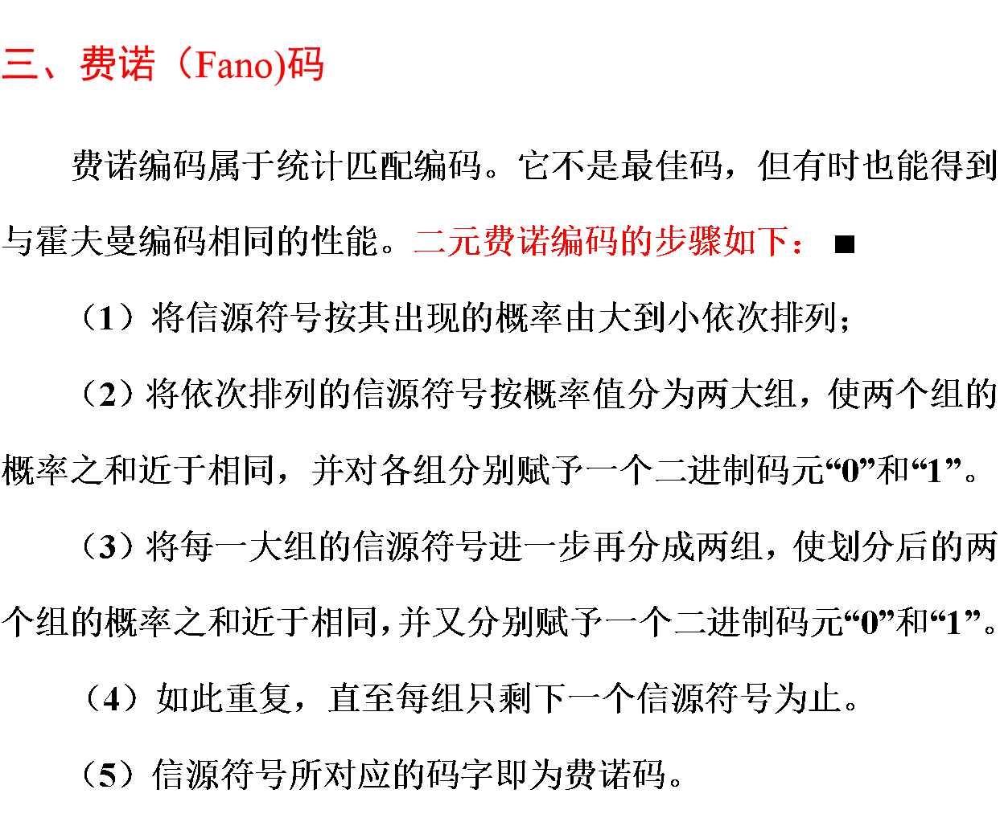 三、费诺（Fano)码
费诺编码属于统计匹配编码。它不是最佳码，但有时也能得到
与霍夫曼编码相同的性能。二元费诺编码的步骤如下： ■
（1）将信源符号按其出现的概率由大到小依次排列；
（2）将依次排列的信源符号按概率值分为两大组，使两个组的
概率之和近于相同，并对各组分别赋予一个二进制码元“0”和“1”。
（3）将每一大组的信源符号进一步再分成两组，使划分后的两
个组的概率之和近于相同，并又分别赋予一个二进制码元“0”和“1”。
（4）如此重复，直至每组只剩下一个信源符号为止。
（5）信源符号所对应的码字即为费诺码。